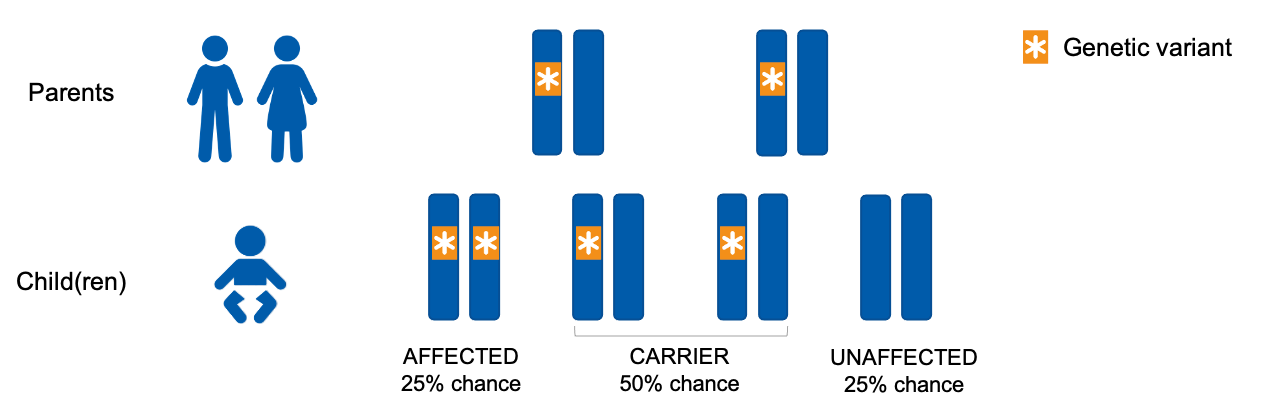 Genetic variant
Parents
Child(ren)
AFFECTED
25% chance
CARRIER
50% chance
UNAFFECTED
25% chance